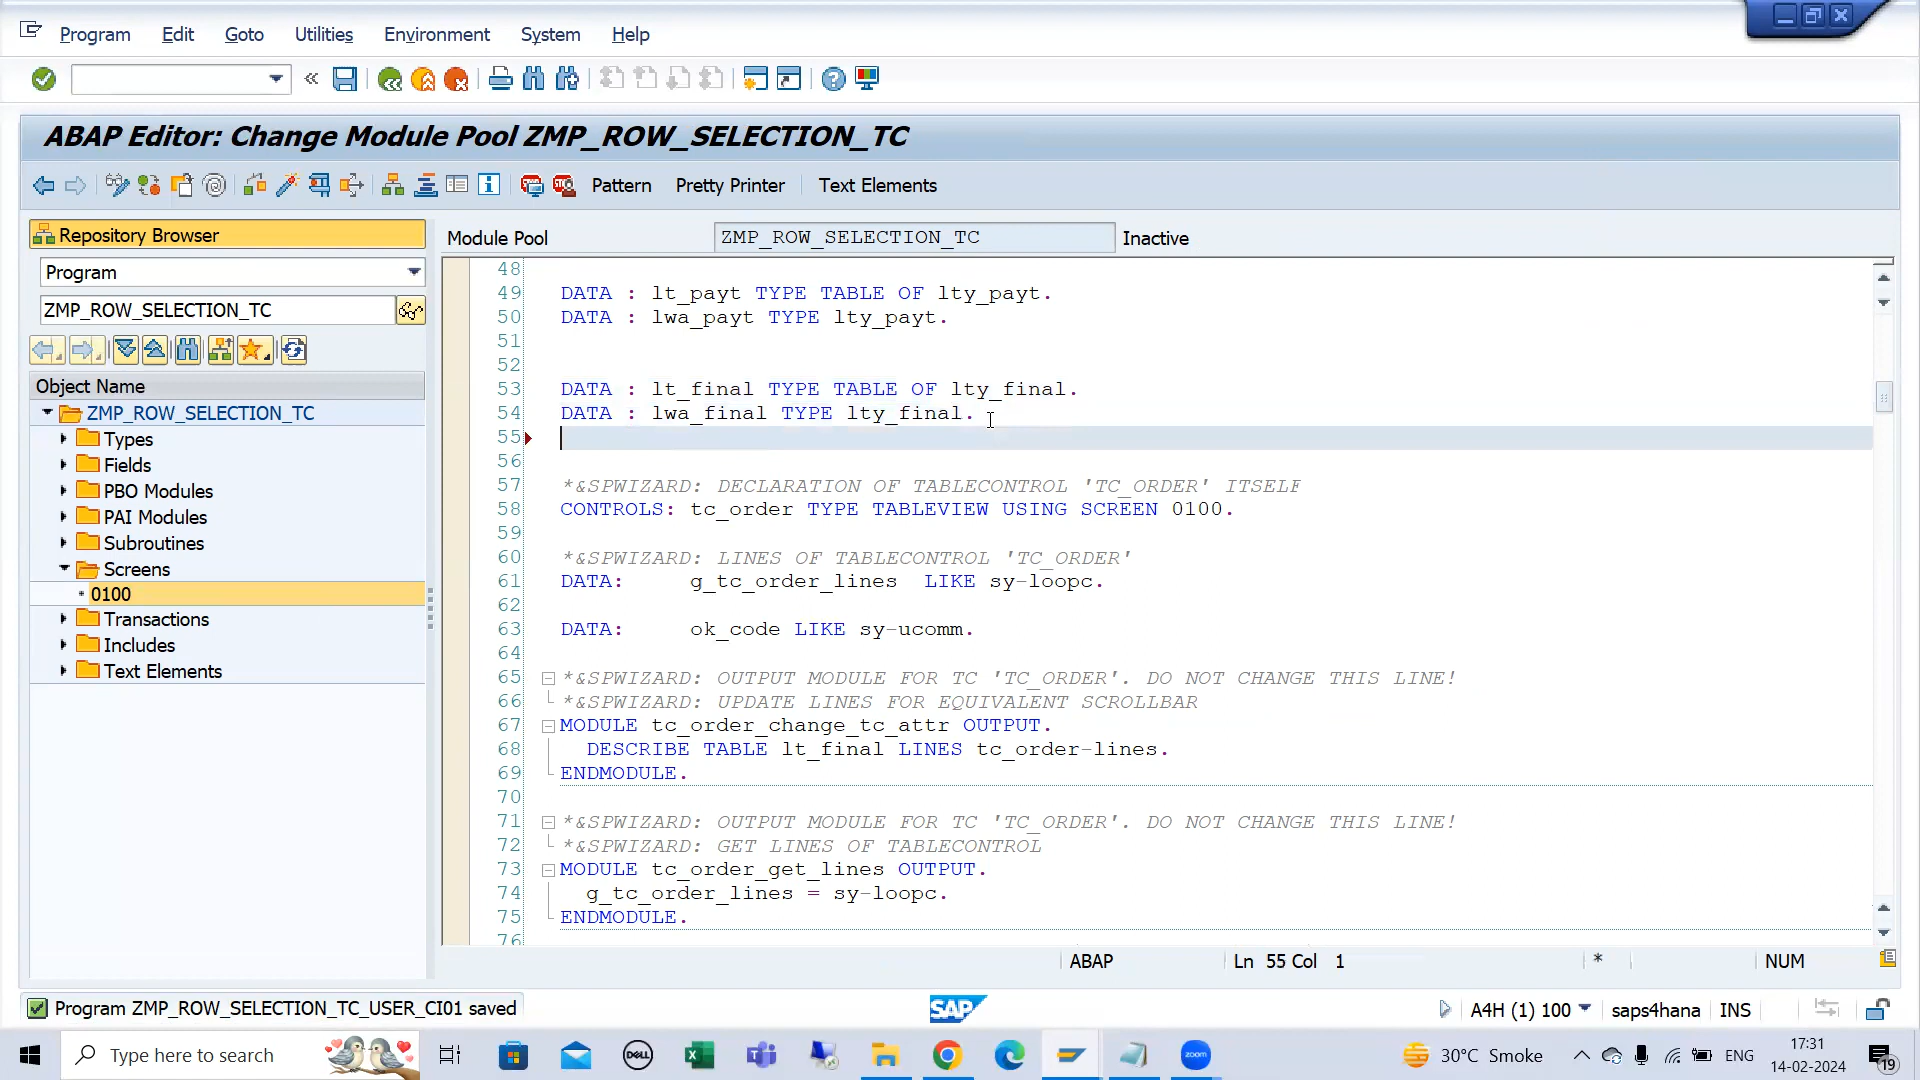 Program Edit Goto Utilities Environment System Help
ABAP Editor: Change Module Pool ZMP_ROW_SELECTION_TC
Pattern Pretty Printer Text Elements
Repository Browser
Program
ZMP_ROW_SELECTION_TC
Object Name
ZMP_ROW_SELECTION_TC
Types
Fields
PBO Modules
PAI Modules
Subroutines
Screens
0100
Transactions
Includes
Text Elements
Module Pool ZMP_ROW_SELECTION_TC Inactive
48
49 DATA : lt_payt TYPE TABLE OF lty_payt.
50 DATA : lwa_payt TYPE lty_payt.
51
52
53 DATA : lt_final TYPE TABLE OF lty_final.
54 DATA : lwa_final TYPE lty_final.
55
56
57 *&SPWIZARD: DECLARATION OF TABLECONTROL 'TC_ORDER' ITSELF
58 CONTROLS: tc_order TYPE TABLEVIEW USING SCREEN 0100.
59
60 *&SPWIZARD: LINES OF TABLECONTROL 'TC_ORDER'
61 DATA: g_tc_order_lines LIKE sy-loopc.
62
63 DATA: ok_code LIKE sy-ucomm.
64
65 *&SPWIZARD: OUTPUT MODULE FOR TC 'TC_ORDER'. DO NOT CHANGE THIS LINE!
66 *&SPWIZARD: UPDATE LINES FOR EQUIVALENT SCROLLBAR
67 MODULE tc_order_change_tc_attr OUTPUT.
68 DESCRIBE TABLE lt_final LINES tc_order-lines.
69 ENDMODULE.
70
71 *&SPWIZARD: OUTPUT MODULE FOR TC 'TC_ORDER'. DO NOT CHANGE THIS LINE!
72 *&SPWIZARD: GET LINES OF TABLECONTROL
73 MODULE tc_order_get_lines OUTPUT.
74 g_tc_order_lines = sy-loopc.
75 ENDMODULE.
76
ABAP Ln 55 Col 1 * NUM
Program ZMP_ROW_SELECTION_TC_USER_CI01 saved
SAP
A4H (1) 100 saps4hana INS
Type here to search
DELL
zoom
30°C Smoke
ENG
17:31
14-02-2024
19